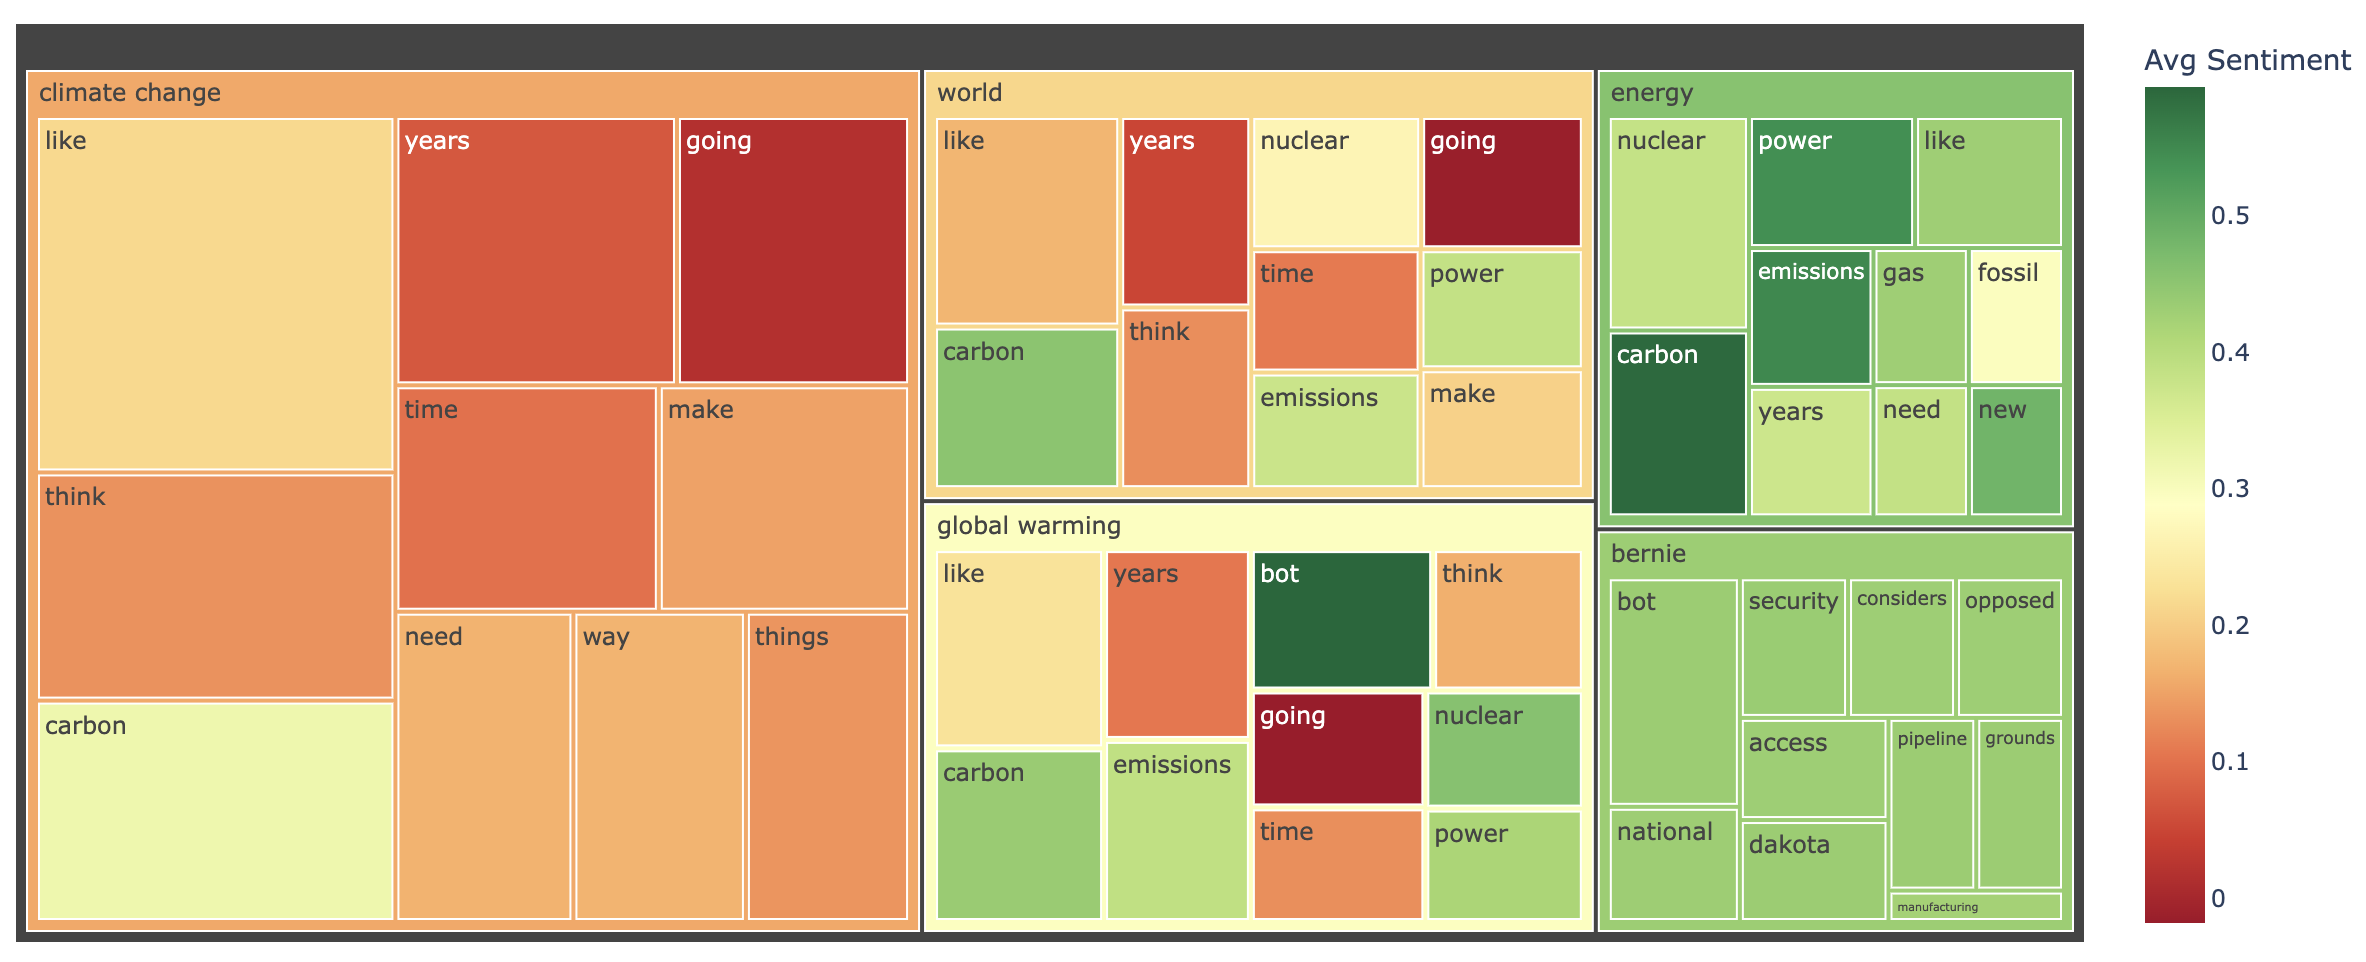 climate change
like
years
going
time
make
think
need
way
things
carbon
world
like
years
nuclear
going
time
power
think
carbon
emissions
make
global warming
like
years
bot
think
going
nuclear
carbon
emissions
time
power
energy
nuclear
power
like
emissions
gas
fossil
carbon
years
need
new
bernie
bot
security
considers
opposed
access
pipeline
grounds
national
dakota
manufacturing
Avg Sentiment
0.5
0.4
0.3
0.2
0.1
0